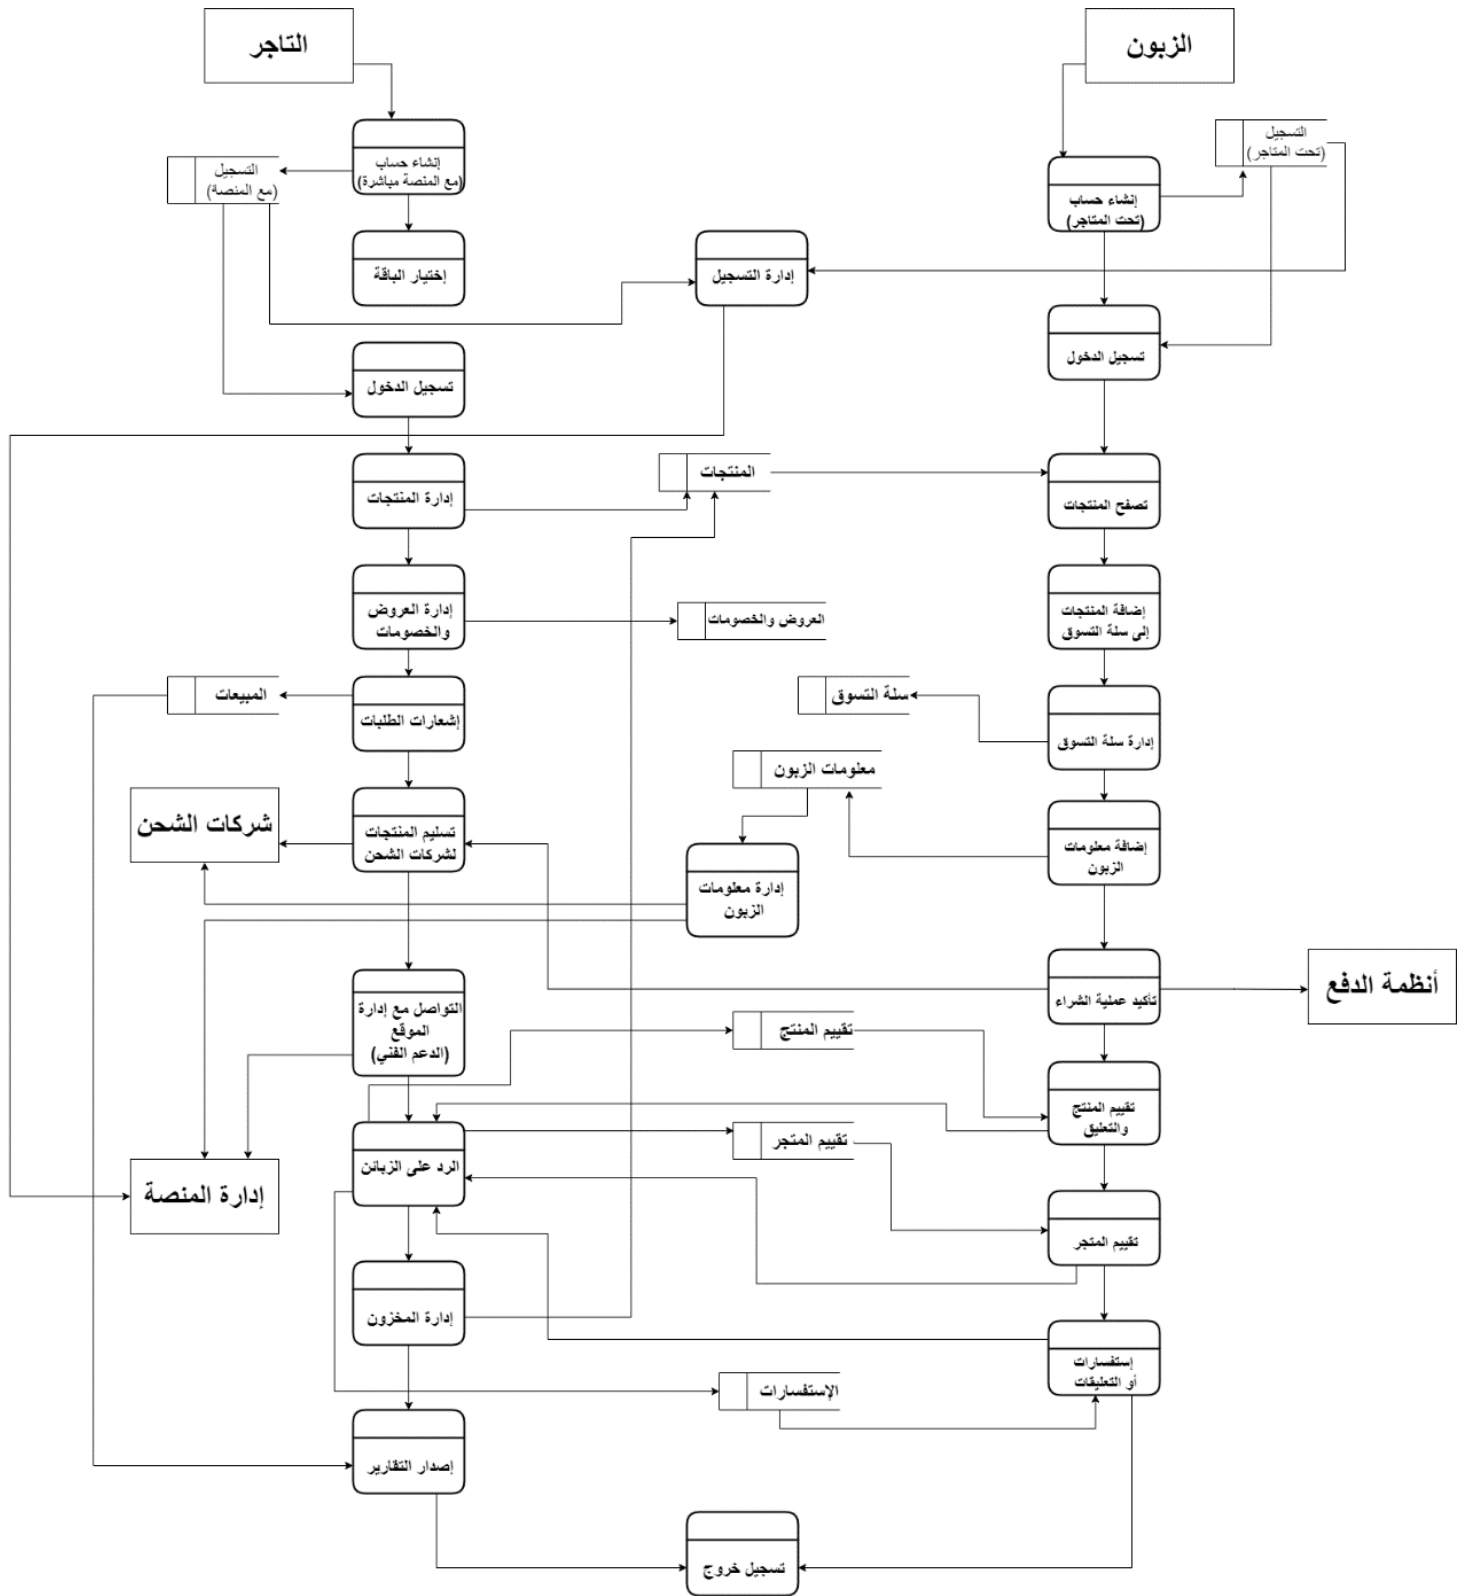 الزبون
التاجر
التسجيل
(تحت المتاجر)
إنشاء حساب
(مع المنصة مباشرة)
التسجيل
(مع المنصة)
إنشاء حساب
(تحت المتاجر)
إدارة التسجيل
إختيار الباقة
تسجيل الدخول
تسجيل الدخول
المنتجات
تصفح المنتجات
إدارة المنتجات
إضافة المنتجات
إلى سلة التسوق
العروض والخصومات
إدارة العروض
والخصومات
سلة التسوق
المبيعات
إدارة سلة التسوق
إشعارات الطلبات
معلومات الزبون
إضافة معلومات
الزبون
تسليم المنتجات
لشركات الشحن
شركات الشحن
إدارة معلومات
الزبون
أنظمة الدفع
تأكيد عملية الشراء
التواصل مع إدارة
الموقع
(الدعم الفني)
تقييم المنتج
تقييم المنتج
والتعليق
تقييم المتجر
الرد على الزبائن
إدارة المنصة
تقييم المتجر
إدارة المخزون
إستفسارات
أو التعليقات
الإستفسارات
إصدار التقارير
تسجيل خروج